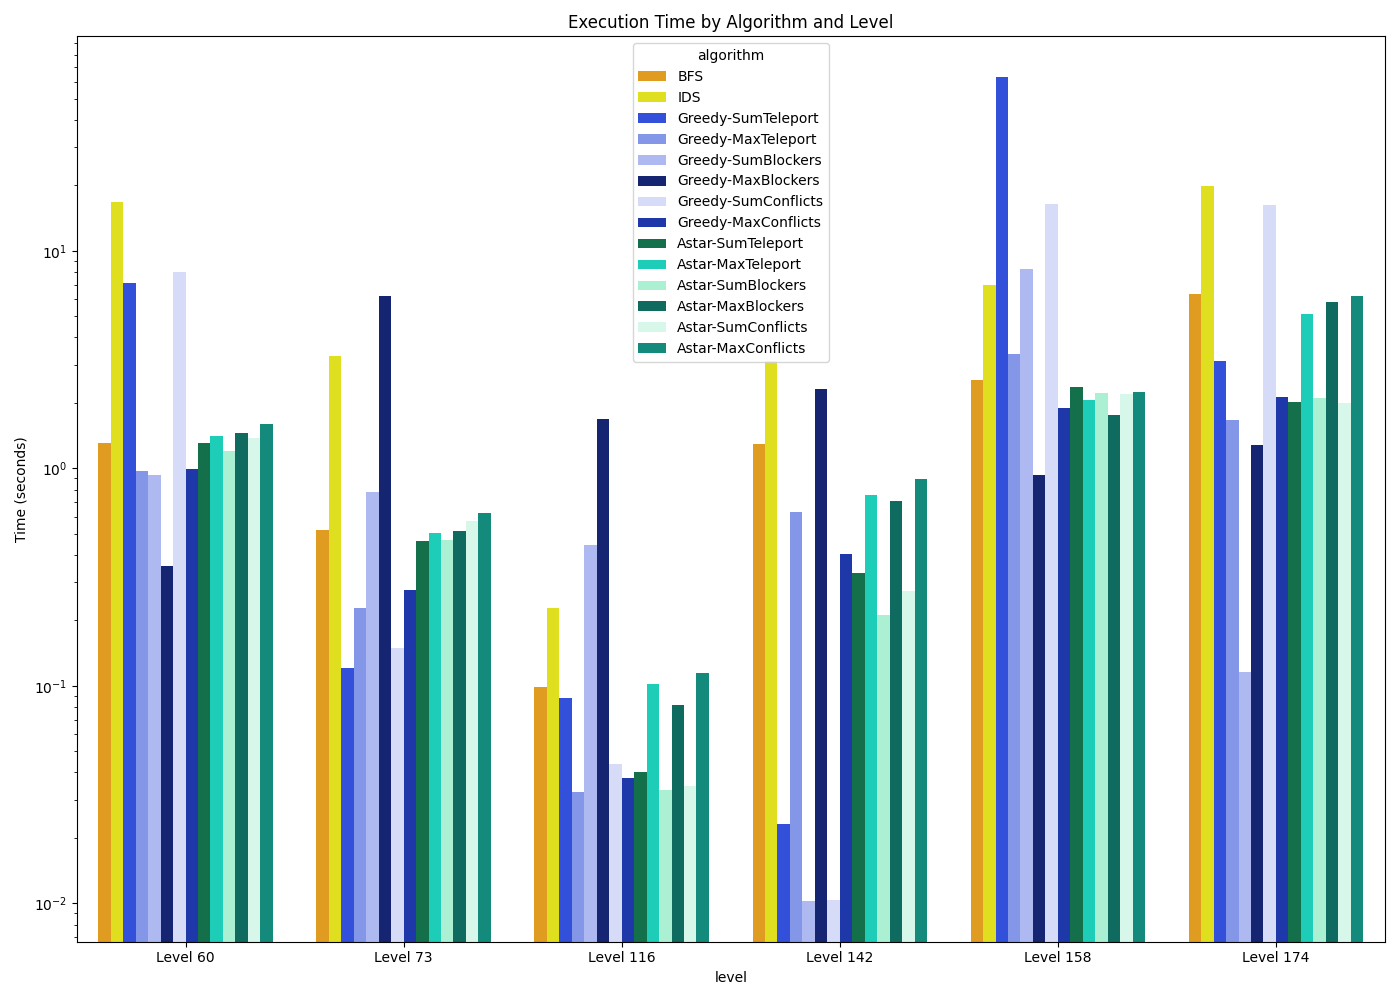 Execution Time by Algorithm and Level
algorithm
BFS
IDS
Greedy-SumTeleport
Greedy-MaxTeleport
Greedy-SumBlockers
Greedy-MaxBlockers
Greedy-SumConflicts
Greedy-MaxConflicts
Astar-SumTeleport
Astar-MaxTeleport
Astar-SumBlockers
Astar-MaxBlockers
Astar-SumConflicts
Astar-MaxConflicts
Time (seconds)
10¹
10⁰
10⁻¹
10⁻²
Level 60 Level 73 Level 116 Level 142 Level 158 Level 174
level